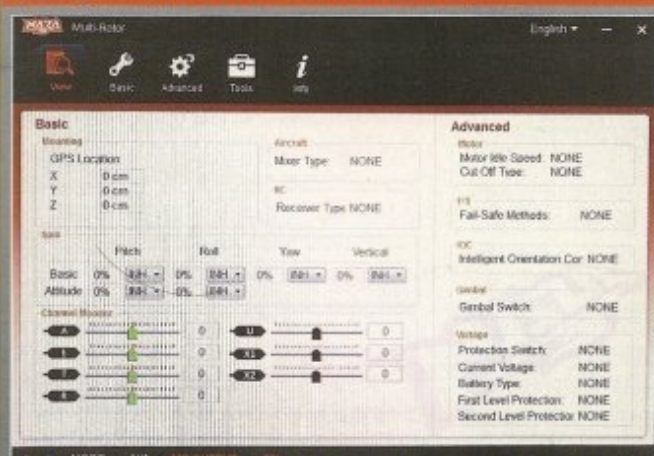 NAZA Multi-Rotor English
View Basic Advanced Tools Info
Basic
Mounting
GPS Location
X 0 cm
Y 0 cm
Z 0 cm
Aircraft
Mixer Type: NONE
RC
Receiver Type: NONE
Gain
Pitch Roll Yaw Vertical
Basic 0% INH 0% INH 0% INH 0% INH
Attitude 0% INH 0% INH
Channel Monitor
A 0 U 0
E 0 X1 0
T 0 X2 0
R 0
Advanced
Motor
Motor Idle Speed: NONE
Cut Off Type: NONE
F/S
Fail-Safe Methods: NONE
IOC
Intelligent Orientation Cor NONE
Gimbal
Gimbal Switch: NONE
Voltage
Protection Switch: NONE
Current Voltage: NONE
Battery Type: NONE
First Level Protection: NONE
Second Level Protection NONE